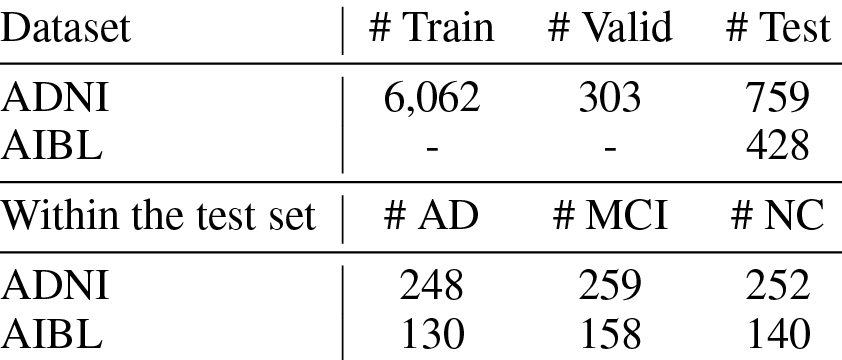 Dataset # Train # Valid # Test
ADNI 6,062 303 759
AIBL - - 428
Within the test set # AD # MCI # NC
ADNI 248 259 252
AIBL 130 158 140